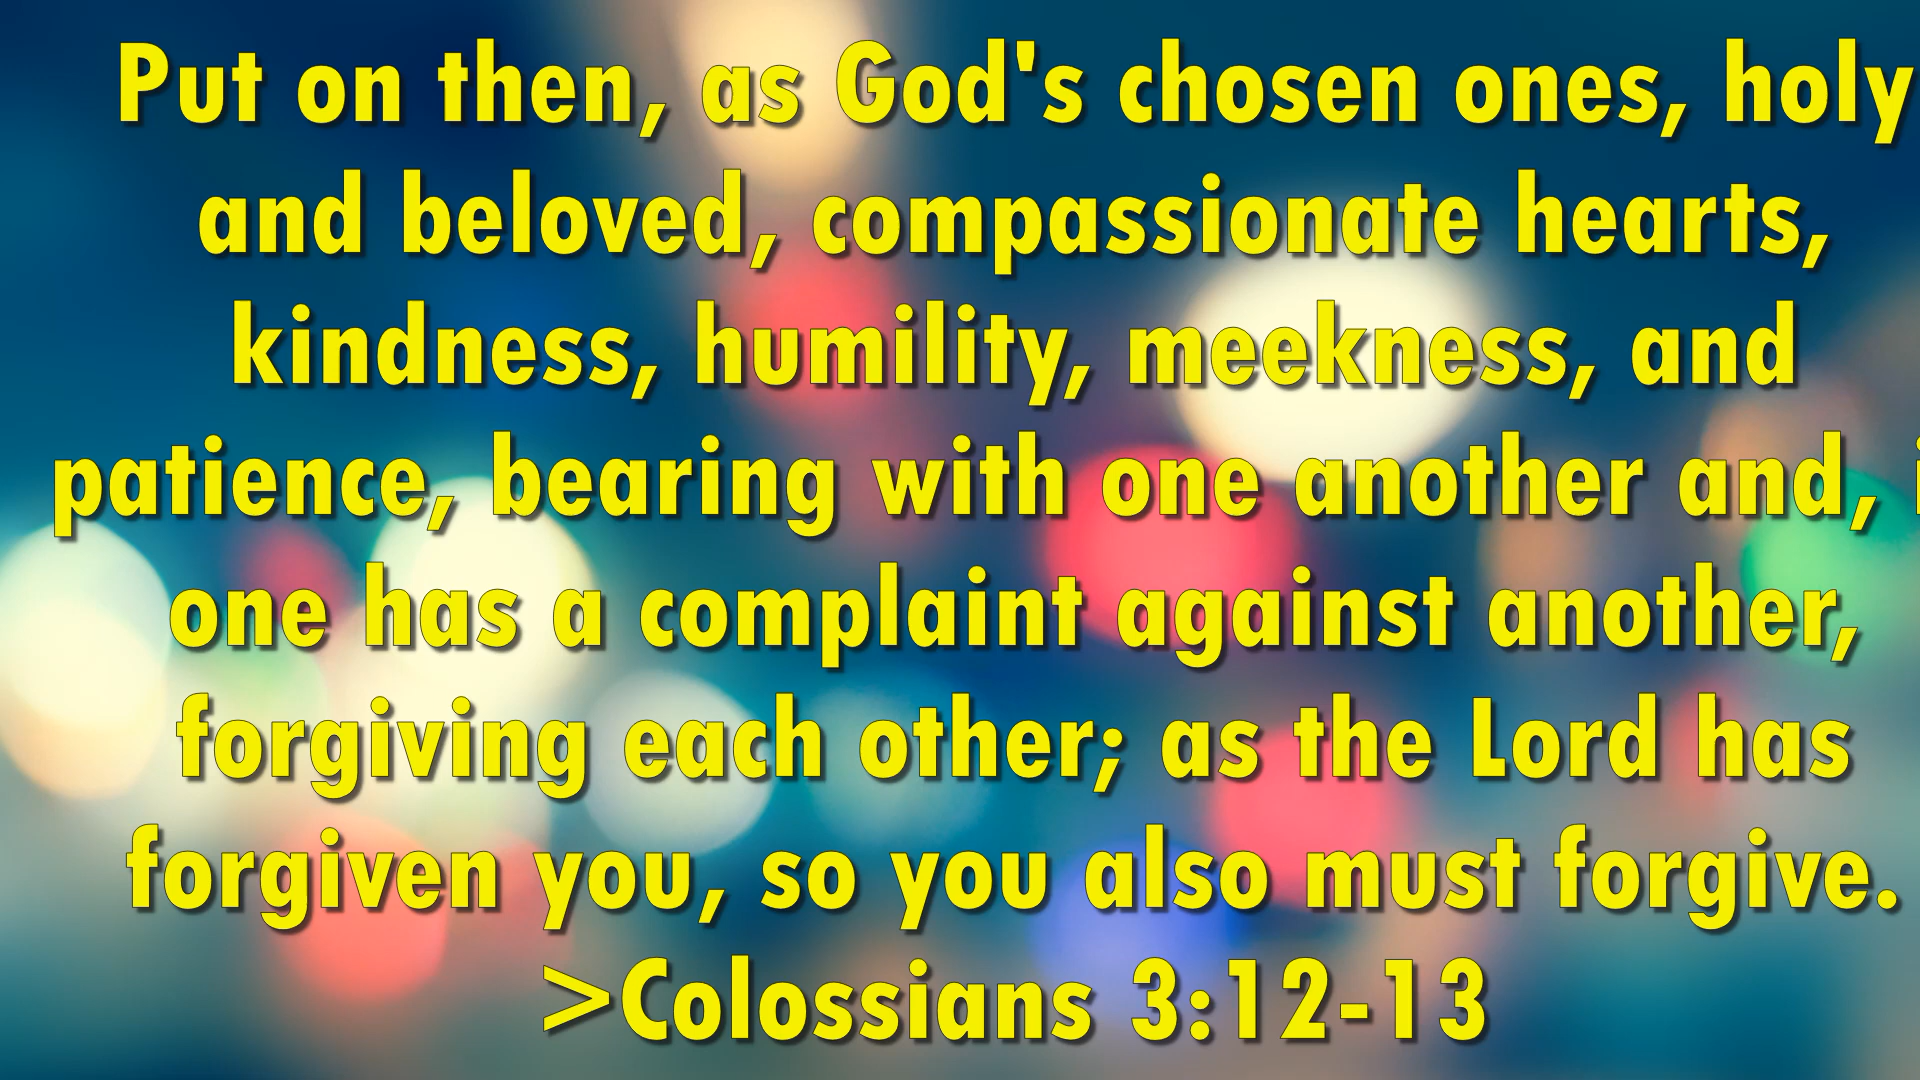 Put on then, as God's chosen ones, holy
and beloved, compassionate hearts,
kindness, humility, meekness, and
patience, bearing with one another and,
one has a complaint against another,
forgiving each other; as the Lord has
forgiven you, so you also must forgive.
>Colossians 3:12-13